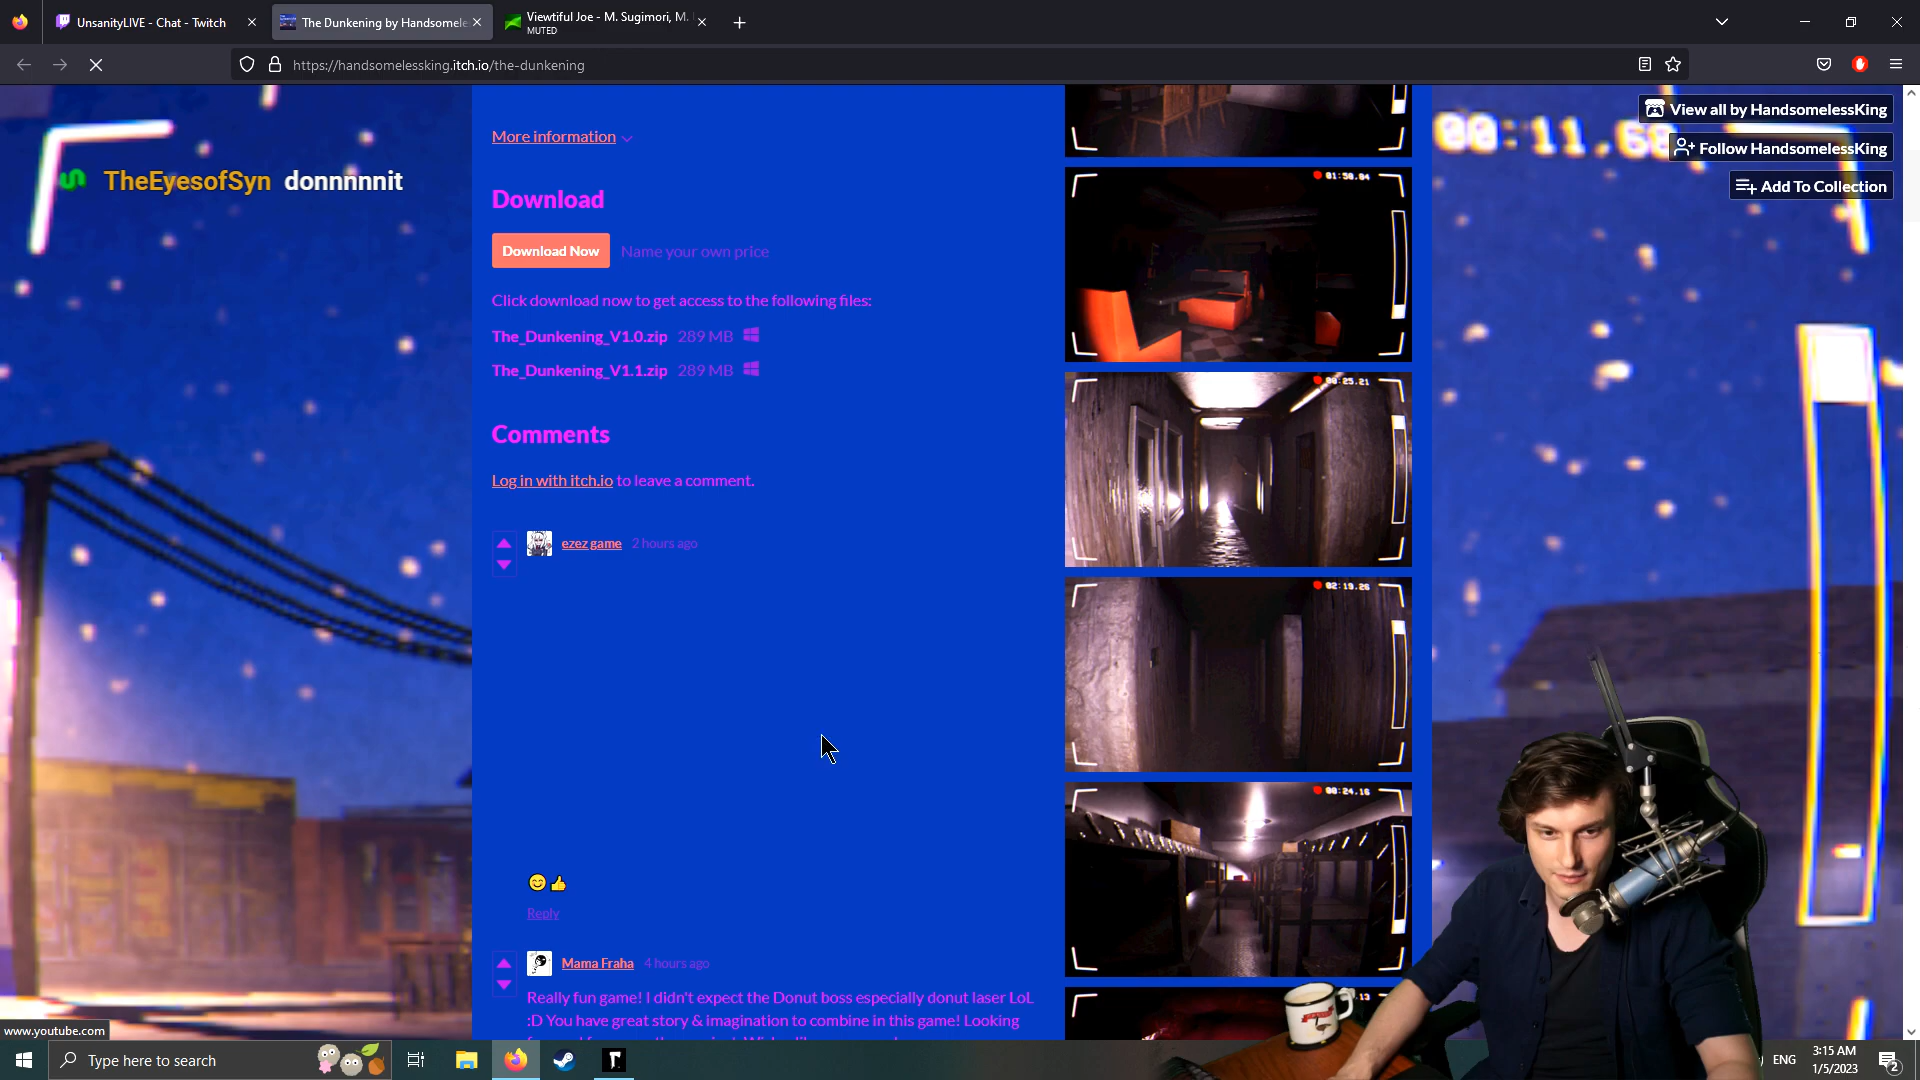 UnsanityLIVE - Chat - Twitch
The Dunkening by Handsomele
Viewtiful Joe - M. Sugimori, M.
MUTED
https://handsomelessking.itch.io/the-dunkening
View all by HandsomelessKing
Follow HandsomelessKing
Add To Collection
TheEyesofSyn donnnnnit
More information
Download
Download Now Name your own price
Click download now to get access to the following files:
The_Dunkening_V1.0.zip 289 MB
The_Dunkening_V1.1.zip 289 MB
Comments
Log in with itch.io to leave a comment.
ezez game 2 hours ago
😊👍
Reply
Mama Fraha 4 hours ago
Really fun game! I didn't expect the Donut boss especially donut laser LoL
:D You have great story & imagination to combine in this game! Looking
01:50.04
00:25.21
02:19.26
00:24.16
www.youtube.com
Type here to search
ENG
3:15 AM
1/5/2023
2